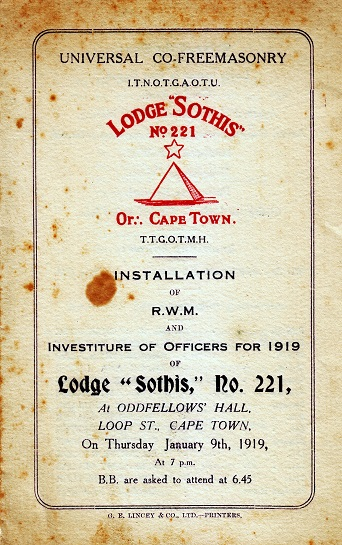 UNIVERSAL CO-FREEMASONRY
I.T.N.O.T.G.A.O.T.U.
LODGE "SOTHIS"
No 221
Or∴ CAPE TOWN.
T.T.G.O.T.M.H.
INSTALLATION
OF
R.W.M.
AND
INVESTITURE OF OFFICERS FOR 1919
OF
Lodge "Sothis," No. 221,
At ODDFELLOWS' HALL,
LOOP ST., CAPE TOWN,
On Thursday January 9th, 1919,
At 7 p.m.
B.B. are asked to attend at 6.45
G. E. LINCEY & CO., LTD.—PRINTERS.